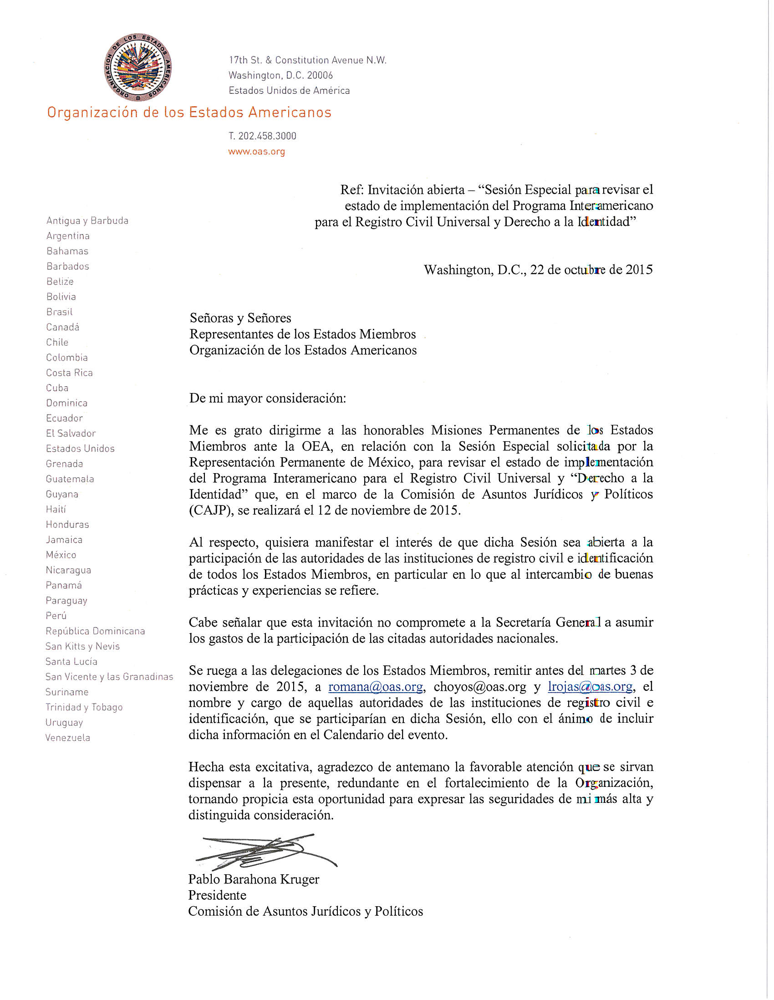 ORGANIZACION DE LOS ESTADOS AMERICANOS
17th St. & Constitution Avenue N.W.
Washington, D.C. 20006
Estados Unidos de América
Organización de los Estados Americanos
T. 202.458.3000
www.oas.org
Ref: Invitación abierta – “Sesión Especial para revisar el
estado de implementación del Programa Interamericano
para el Registro Civil Universal y Derecho a la Identidad”
Washington, D.C., 22 de octubre de 2015
Antigua y Barbuda
Argentina
Bahamas
Barbados
Belize
Bolivia
Brasil
Canadá
Chile
Colombia
Costa Rica
Cuba
Dominica
Ecuador
El Salvador
Estados Unidos
Grenada
Guatemala
Guyana
Haití
Honduras
Jamaica
México
Nicaragua
Panamá
Paraguay
Perú
República Dominicana
San Kitts y Nevis
Santa Lucía
San Vicente y las Granadinas
Suriname
Trinidad y Tobago
Uruguay
Venezuela
Señoras y Señores
Representantes de los Estados Miembros
Organización de los Estados Americanos
De mi mayor consideración:
Me es grato dirigirme a las honorables Misiones Permanentes de los Estados
Miembros ante la OEA, en relación con la Sesión Especial solicitada por la
Representación Permanente de México, para revisar el estado de implementación
del Programa Interamericano para el Registro Civil Universal y “Derecho a la
Identidad” que, en el marco de la Comisión de Asuntos Jurídicos y Políticos
(CAJP), se realizará el 12 de noviembre de 2015.
Al respecto, quisiera manifestar el interés de que dicha Sesión sea abierta a la
participación de las autoridades de las instituciones de registro civil e identificación
de todos los Estados Miembros, en particular en lo que al intercambio de buenas
prácticas y experiencias se refiere.
Cabe señalar que esta invitación no compromete a la Secretaría General a asumir
los gastos de la participación de las citadas autoridades nacionales.
Se ruega a las delegaciones de los Estados Miembros, remitir antes del martes 3 de
noviembre de 2015, a romana@oas.org, choyos@oas.org y lrojas@oas.org, el
nombre y cargo de aquellas autoridades de las instituciones de registro civil e
identificación, que se participarían en dicha Sesión, ello con el ánimo de incluir
dicha información en el Calendario del evento.
Hecha esta excitativa, agradezco de antemano la favorable atención que se sirvan
dispensar a la presente, redundante en el fortalecimiento de la Organización,
tornando propicia esta oportunidad para expresar las seguridades de mi más alta y
distinguida consideración.
Pablo Barahona Kruger
Presidente
Comisión de Asuntos Jurídicos y Políticos